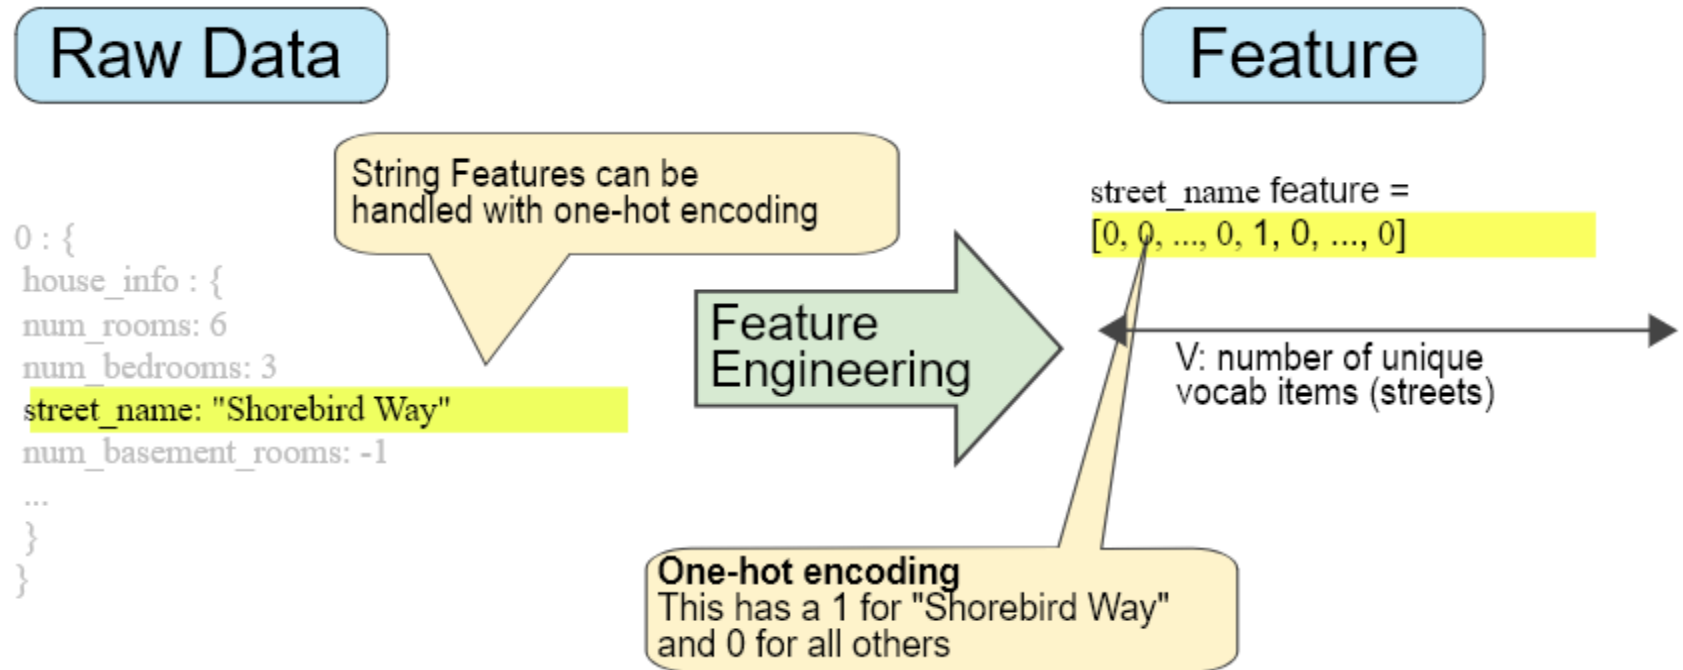 Raw Data
Feature
String Features can be
handled with one-hot encoding
0 : {
house_info : {
num_rooms: 6
num_bedrooms: 3
street_name: "Shorebird Way"
num_basement_rooms: -1
...
}
}
Feature
Engineering
street_name feature =
[0, 0, ..., 0, 1, 0, ..., 0]
V: number of unique
vocab items (streets)
One-hot encoding
This has a 1 for "Shorebird Way"
and 0 for all others